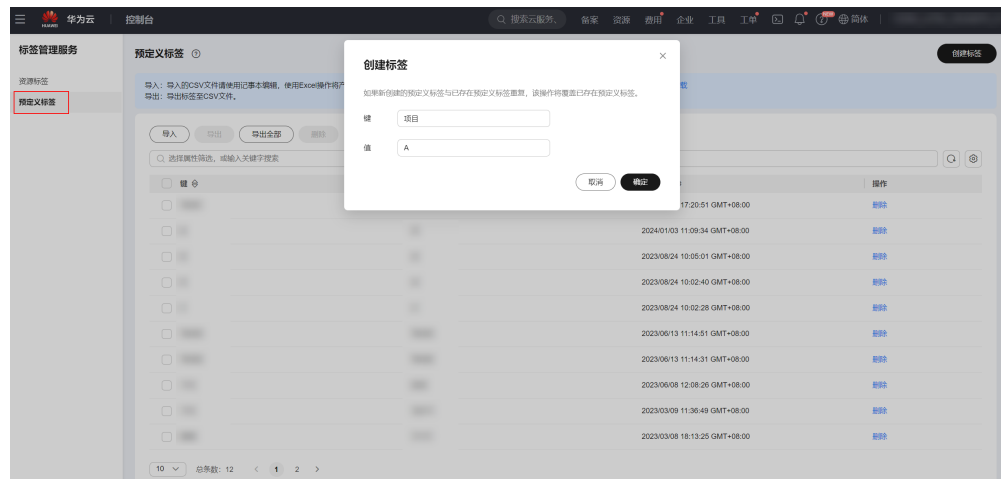 HUAWEI 华为云 控制台 搜索云服务、 备案 资源 费用 企业 工具 工单 NEW 简体
标签管理服务
资源标签
预定义标签
预定义标签
创建标签
导入：导入的CSV文件请使用记事本编辑，使用Excel操作将产
载
导出：导出标签至CSV文件。
导入 导出 导出全部 删除
选择属性筛选，或输入关键字搜索
键 操作
17:20:51 GMT+08:00 删除
2024/01/03 11:09:34 GMT+08:00 删除
2023/08/24 10:05:01 GMT+08:00 删除
2023/08/24 10:02:40 GMT+08:00 删除
2023/08/24 10:02:28 GMT+08:00 删除
2023/06/13 11:14:51 GMT+08:00 删除
2023/06/13 11:14:31 GMT+08:00 删除
2023/06/08 12:08:26 GMT+08:00 删除
2023/03/09 11:36:49 GMT+08:00 删除
2023/03/08 18:13:25 GMT+08:00 删除
10 总条数：12 < 1 2 >
创建标签 ×
如果新创建的预定义标签与已存在预定义标签重复，该操作将覆盖已存在预定义标签。
键 项目
值 A
取消 确定